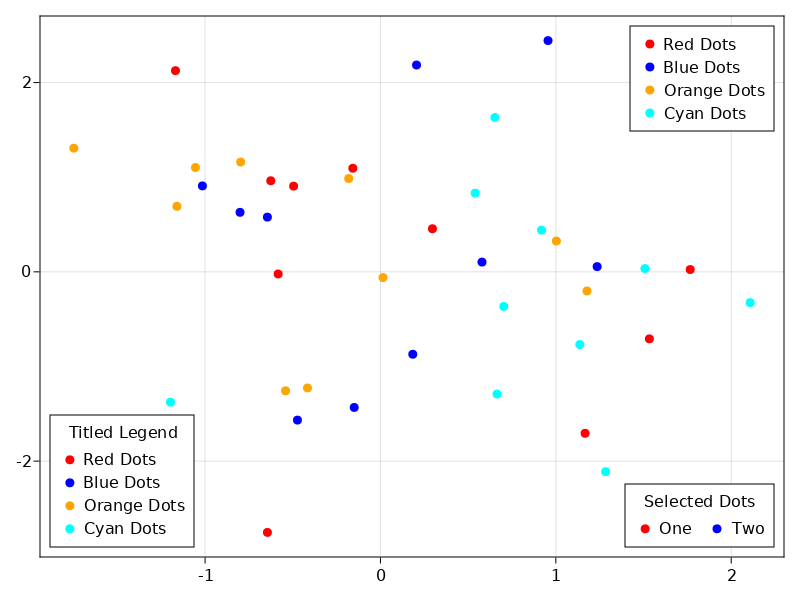 Red Dots
Blue Dots
Orange Dots
Cyan Dots
2
0
-2
Titled Legend
Red Dots
Blue Dots
Orange Dots
Cyan Dots
Selected Dots
One Two
-1 0 1 2